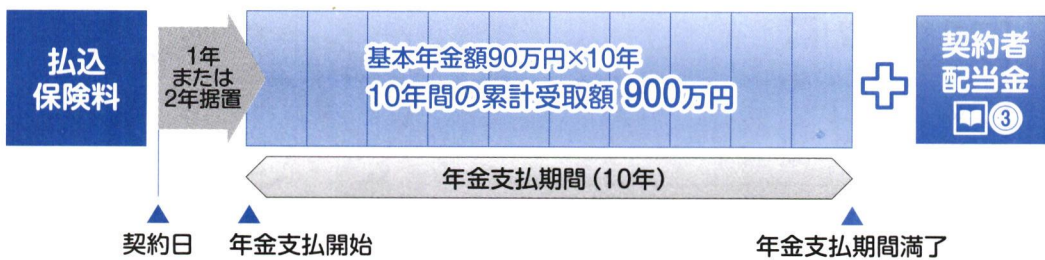 払込
保険料
1年
または
2年据置
基本年金額90万円×10年
10年間の累計受取額 900万円
契約者
配当金
③
年金支払期間(10年)
契約日
年金支払開始
年金支払期間満了